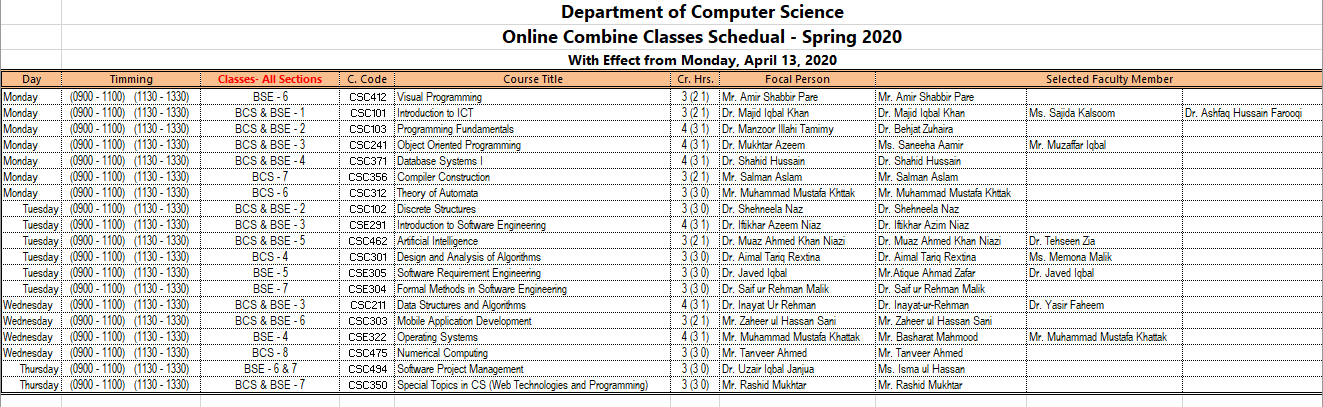 Department of Computer Science
Online Combine Classes Schedual - Spring 2020
With Effect from Monday, April 13, 2020
Day Timming Classes- All Sections C. Code Course Title Cr. Hrs. Focal Person Selected Faculty Member
Monday (0900 - 1100) (1130 - 1330) BSE - 6 CSC412 Visual Programming 3 (2 1) Mr. Amir Shabbir Pare Mr. Amir Shabbir Pare
Monday (0900 - 1100) (1130 - 1330) BCS & BSE - 1 CSC101 Introduction to ICT 3 (2 1) Dr. Majid Iqbal Khan Dr. Majid Iqbal Khan Ms. Sajida Kalsoom Dr. Ashfaq Hussain Farooqi
Monday (0900 - 1100) (1130 - 1330) BCS & BSE - 2 CSC103 Programming Fundamentals 4 (3 1) Dr. Manzoor Illahi Tamimy Dr. Behjat Zuhaira
Monday (0900 - 1100) (1130 - 1330) BCS & BSE - 3 CSC241 Object Oriented Programming 4 (3 1) Dr. Mukhtar Azeem Ms. Saneeha Aamir Mr. Muzaffar Iqbal
Monday (0900 - 1100) (1130 - 1330) BCS & BSE - 4 CSC371 Database Systems I 4 (3 1) Dr. Shahid Hussain Dr. Shahid Hussain
Monday (0900 - 1100) (1130 - 1330) BCS - 7 CSC356 Compiler Construction 3 (2 1) Mr. Salman Aslam Mr. Salman Aslam
Monday (0900 - 1100) (1130 - 1330) BCS - 6 CSC312 Theory of Automata 3 (3 0) Mr. Muhammad Mustafa Khttak Mr. Muhammad Mustafa Khttak
Tuesday (0900 - 1100) (1130 - 1330) BCS & BSE - 2 CSC102 Discrete Structures 3 (3 0) Dr. Shehneela Naz Dr. Shehneela Naz
Tuesday (0900 - 1100) (1130 - 1330) BCS & BSE - 3 CSE291 Introduction to Software Engineering 4 (3 1) Dr. Iftikhar Azeem Niaz Dr. Iftikhar Azim Niaz
Tuesday (0900 - 1100) (1130 - 1330) BCS & BSE - 5 CSC462 Artificial Intelligence 3 (2 1) Dr. Muaz Ahmed Khan Niazi Dr. Muaz Ahmed Khan Niazi Dr. Tehseen Zia
Tuesday (0900 - 1100) (1130 - 1330) BCS - 4 CSC301 Design and Analysis of Algorithms 3 (3 0) Dr. Aimal Tariq Rextina Dr. Aimal Tariq Rextina Ms. Memona Malik
Tuesday (0900 - 1100) (1130 - 1330) BSE - 5 CSE305 Software Requirement Engineering 3 (3 0) Dr. Javed Iqbal Mr.Atique Ahmad Zafar Dr. Javed Iqbal
Tuesday (0900 - 1100) (1130 - 1330) BSE - 7 CSE304 Formal Methods in Software Engineering 3 (3 0) Dr. Saif ur Rehman Malik Dr. Saif ur Rehman Malik
Wednesday (0900 - 1100) (1130 - 1330) BCS & BSE - 3 CSC211 Data Structures and Algorithms 4 (3 1) Dr. Inayat Ur Rehman Dr. Inayat-ur-Rehman Dr. Yasir Faheem
Wednesday (0900 - 1100) (1130 - 1330) BCS & BSE - 6 CSC303 Mobile Application Development 3 (2 1) Mr. Zaheer ul Hassan Sani Mr. Zaheer ul Hassan Sani
Wednesday (0900 - 1100) (1130 - 1330) BSE - 4 CSE322 Operating Systems 4 (3 1) Mr. Muhammad Mustafa Khattak Mr. Basharat Mahmood Mr. Muhammad Mustafa Khattak
Wednesday (0900 - 1100) (1130 - 1330) BCS - 8 CSC475 Numerical Computing 3 (3 0) Mr. Tanveer Ahmed Mr. Tanveer Ahmed
Thursday (0900 - 1100) (1130 - 1330) BSE - 6 & 7 CSC494 Software Project Management 3 (3 0) Dr. Uzair Iqbal Janjua Ms. Isma ul Hassan
Thursday (0900 - 1100) (1130 - 1330) BCS & BSE - 7 CSC350 Special Topics in CS (Web Technologies and Programming) 3 (3 0) Mr. Rashid Mukhtar Mr. Rashid Mukhtar